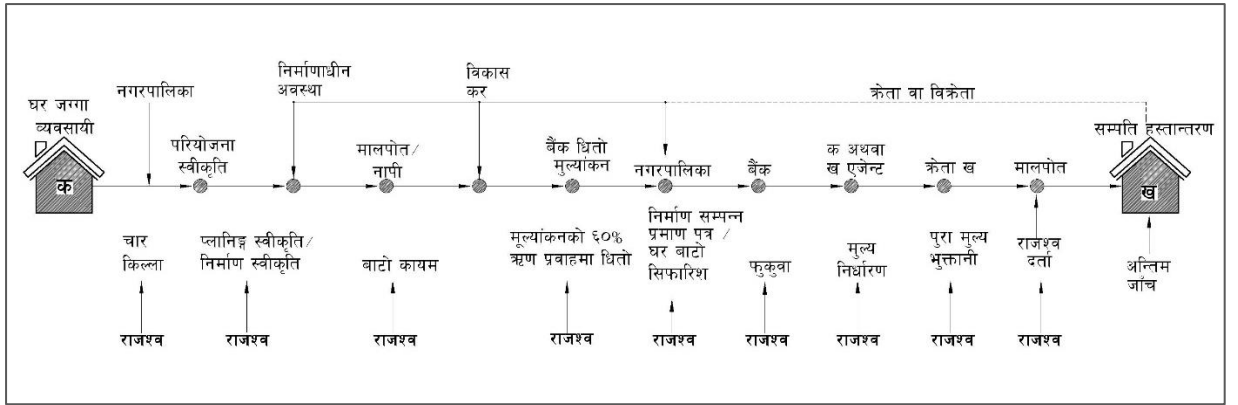 घर जग्गा
व्यवसायी
क
नगरपालिका
परियोजना
स्वीकृति
निर्माणाधीन
अवस्था
मालपोत/
नापी
विकास
कर
बैंक धितो
मुल्यांकन
नगरपालिका
बैंक
क अथवा
ख एजेन्ट
क्रेता ख
मालपोत
क्रेता वा विक्रेता
सम्पति हस्तान्तरण
ख
चार
किल्ला
प्लानिङ्ग स्वीकृति/
निर्माण स्वीकृति
बाटो कायम
मूल्यांकनको ६०%
ऋण प्रवाहमा धितो
निर्माण सम्पन्न
प्रमाण पत्र /
घर बाटो
सिफारिश
फुकुवा
मुल्य
निर्धारण
पुरा मुल्य
भुक्तानी
राजश्व
दर्ता
अन्तिम
जाँच
राजश्व
राजश्व
राजश्व
राजश्व
राजश्व
राजश्व
राजश्व
राजश्व
राजश्व